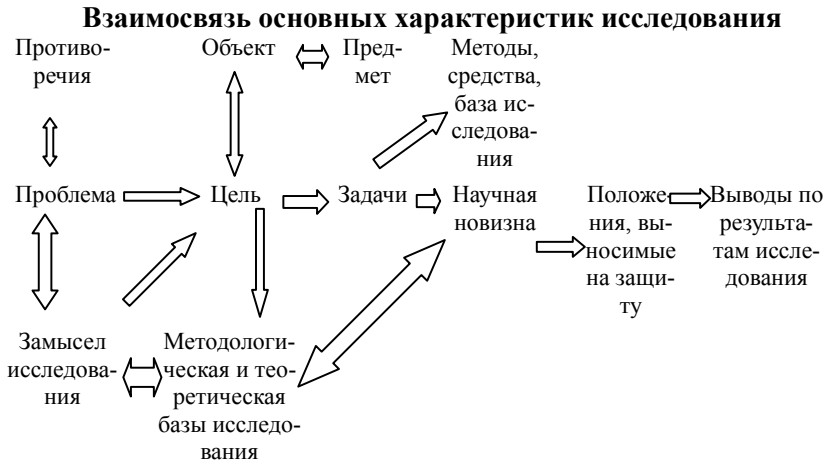 Взаимосвязь основных характеристик исследования
Противо-
речия
Объект
Пред-
мет
Методы,
средства,
база ис-
следова-
ния
Проблема
Цель
Задачи
Научная
новизна
Положе-
ния, вы-
носимые
на защи-
ту
Выводы по
результа-
там иссле-
дования
Замысел
исследова-
ния
Методологи-
ческая и тео-
ретическая
базы исследо-
вания